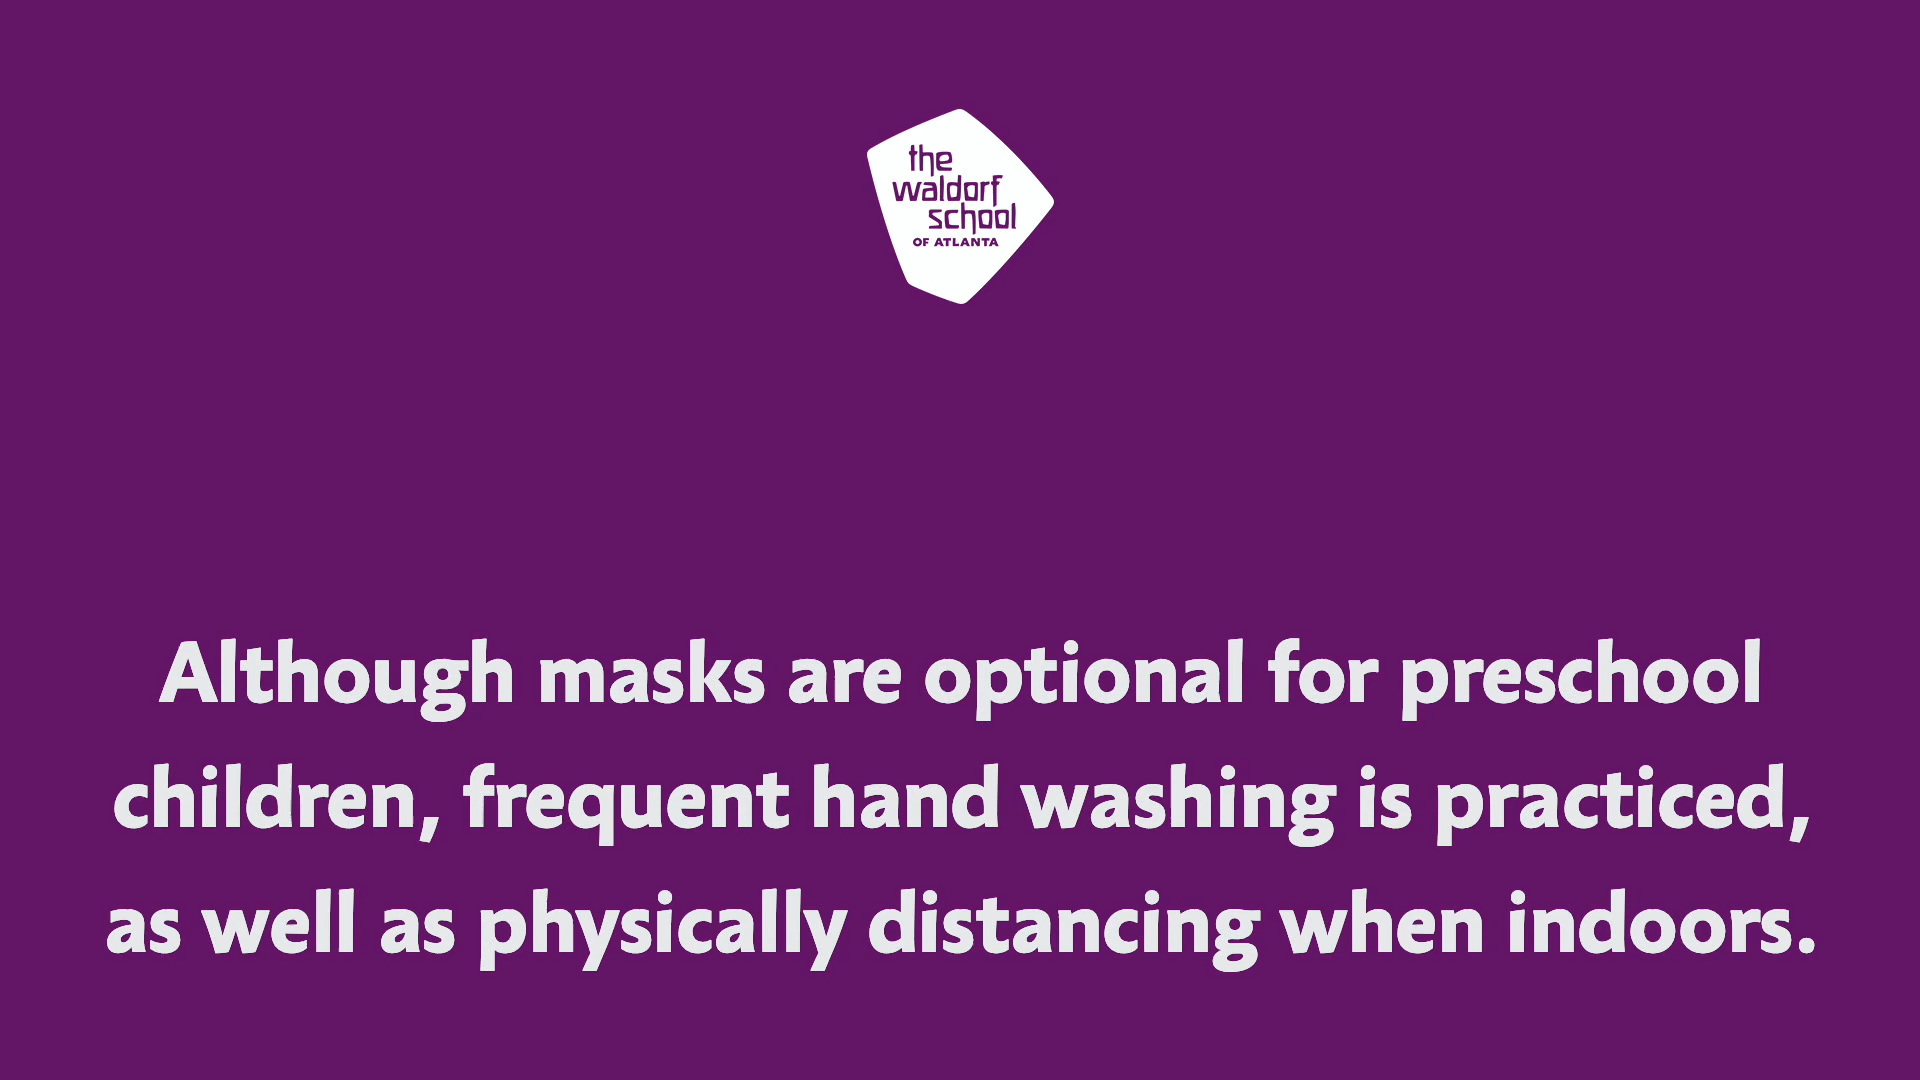 the
waldorf
school
OF ATLANTA
Although masks are optional for preschool
children, frequent hand washing is practiced,
as well as physically distancing when indoors.